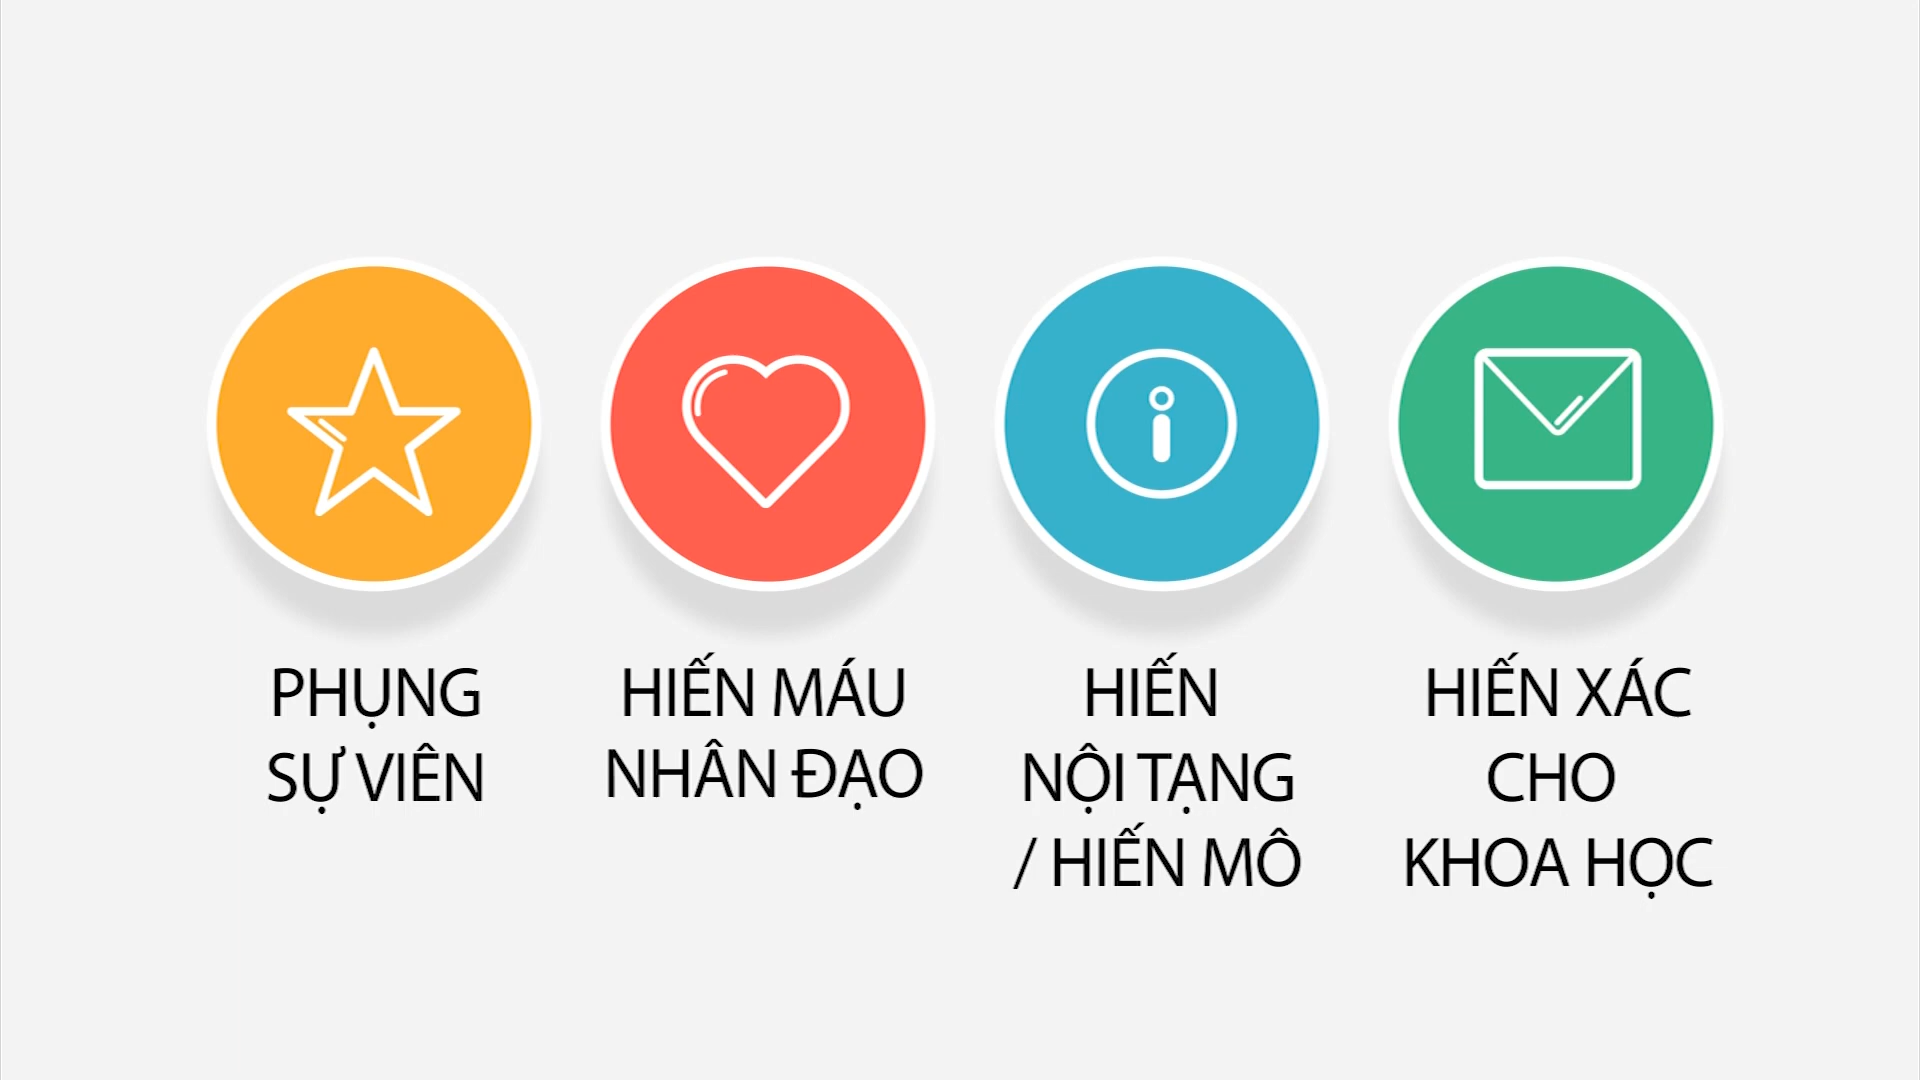 PHỤNG
SỰ VIÊN
HIẾN MÁU
NHÂN ĐẠO
HIẾN
NỘI TẠNG
/ HIẾN MÔ
HIẾN XÁC
CHO
KHOA HỌC